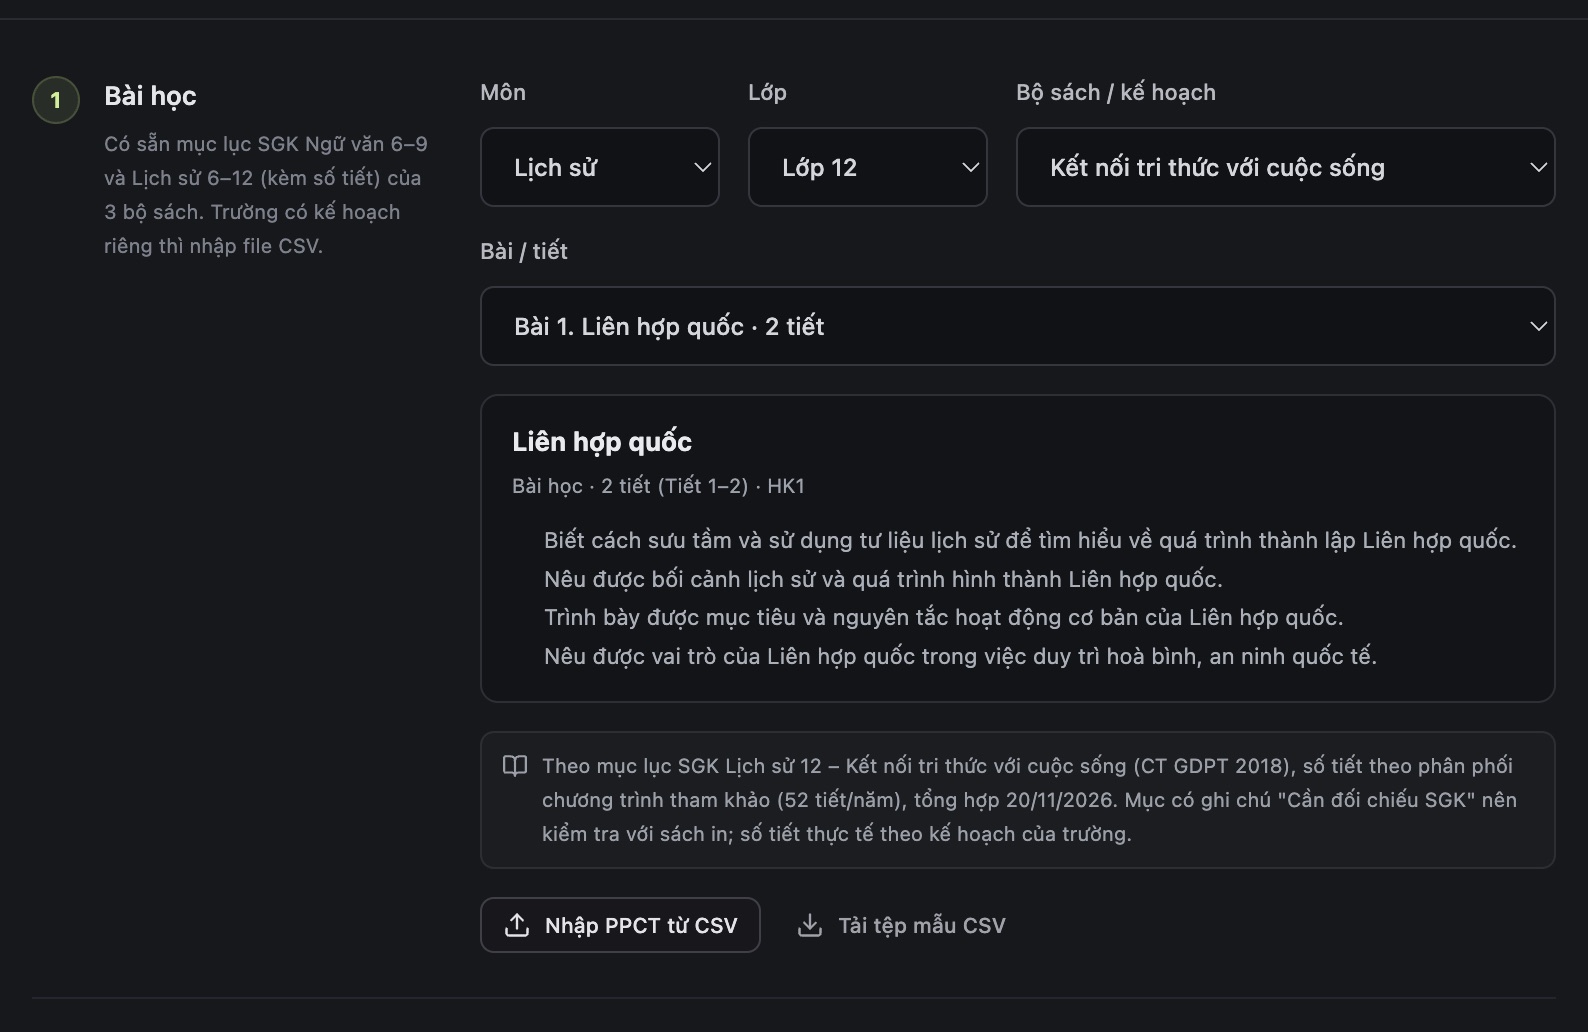 1
Bài học
Có sẵn mục lục SGK Ngữ văn 6–9
và Lịch sử 6–12 (kèm số tiết) của
3 bộ sách. Trường có kế hoạch
riêng thì nhập file CSV.
Môn
Lớp
Bộ sách / kế hoạch
Lịch sử
Lớp 12
Kết nối tri thức với cuộc sống
Bài / tiết
Bài 1. Liên hợp quốc · 2 tiết
Liên hợp quốc
Bài học · 2 tiết (Tiết 1–2) · HK1
Biết cách sưu tầm và sử dụng tư liệu lịch sử để tìm hiểu về quá trình thành lập Liên hợp quốc.
Nêu được bối cảnh lịch sử và quá trình hình thành Liên hợp quốc.
Trình bày được mục tiêu và nguyên tắc hoạt động cơ bản của Liên hợp quốc.
Nêu được vai trò của Liên hợp quốc trong việc duy trì hoà bình, an ninh quốc tế.
Theo mục lục SGK Lịch sử 12 – Kết nối tri thức với cuộc sống (CT GDPT 2018), số tiết theo phân phối
chương trình tham khảo (52 tiết/năm), tổng hợp 20/11/2026. Mục có ghi chú "Cần đối chiếu SGK" nên
kiểm tra với sách in; số tiết thực tế theo kế hoạch của trường.
Nhập PPCT từ CSV
Tải tệp mẫu CSV